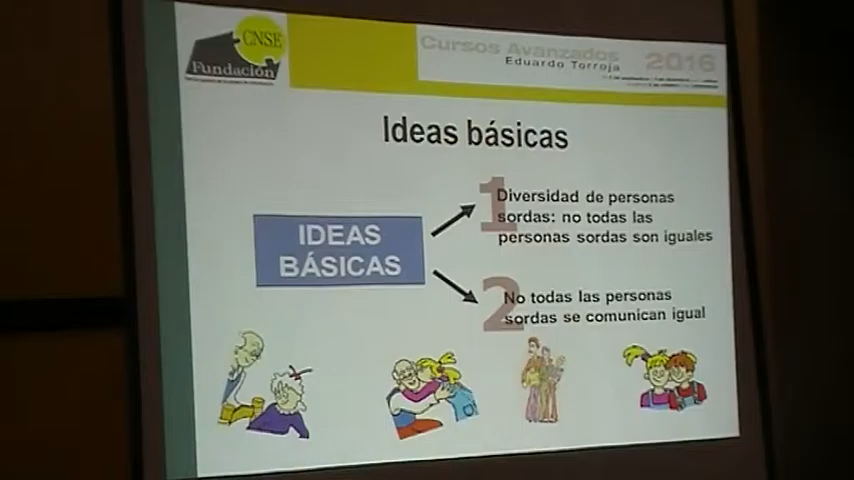 CNSE
Fundación
Cursos Avanzados 2016
Eduardo Torroja
Ideas básicas
IDEAS
BÁSICAS
1
Diversidad de personas
sordas: no todas las
personas sordas son iguales
2
No todas las personas
sordas se comunican igual